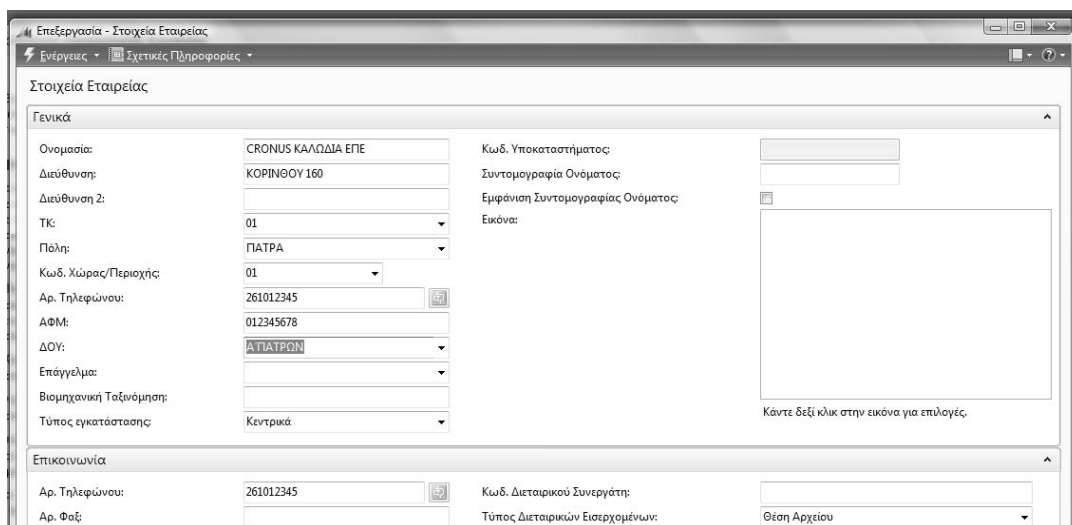 Επεξεργασία - Στοιχεία Εταιρείας
Ενέργειες Σχετικές Πληροφορίες
Στοιχεία Εταιρείας
Γενικά
Ονομασία: CRONUS ΚΑΛΩΔΙΑ ΕΠΕ Κωδ. Υποκαταστήματος:
Διεύθυνση: ΚΟΡΙΝΘΟΥ 160 Συντομογραφία Ονόματος:
Διεύθυνση 2: Εμφάνιση Συντομογραφίας Ονόματος:
ΤΚ: 01 Εικόνα:
Πόλη: ΠΑΤΡΑ
Κωδ. Χώρας/Περιοχής: 01
Αρ. Τηλεφώνου: 261012345
ΑΦΜ: 012345678
ΔΟΥ: Α'ΠΑΤΡΩΝ
Επάγγελμα:
Βιομηχανική Ταξινόμηση:
Τύπος εγκατάστασης: Κεντρικά Κάντε δεξί κλικ στην εικόνα για επιλογές.
Επικοινωνία
Αρ. Τηλεφώνου: 261012345 Κωδ. Διεταιρικού Συνεργάτη:
Αρ. Φαξ: Τύπος Διεταιρικών Εισερχομένων: Θέση Αρχείου